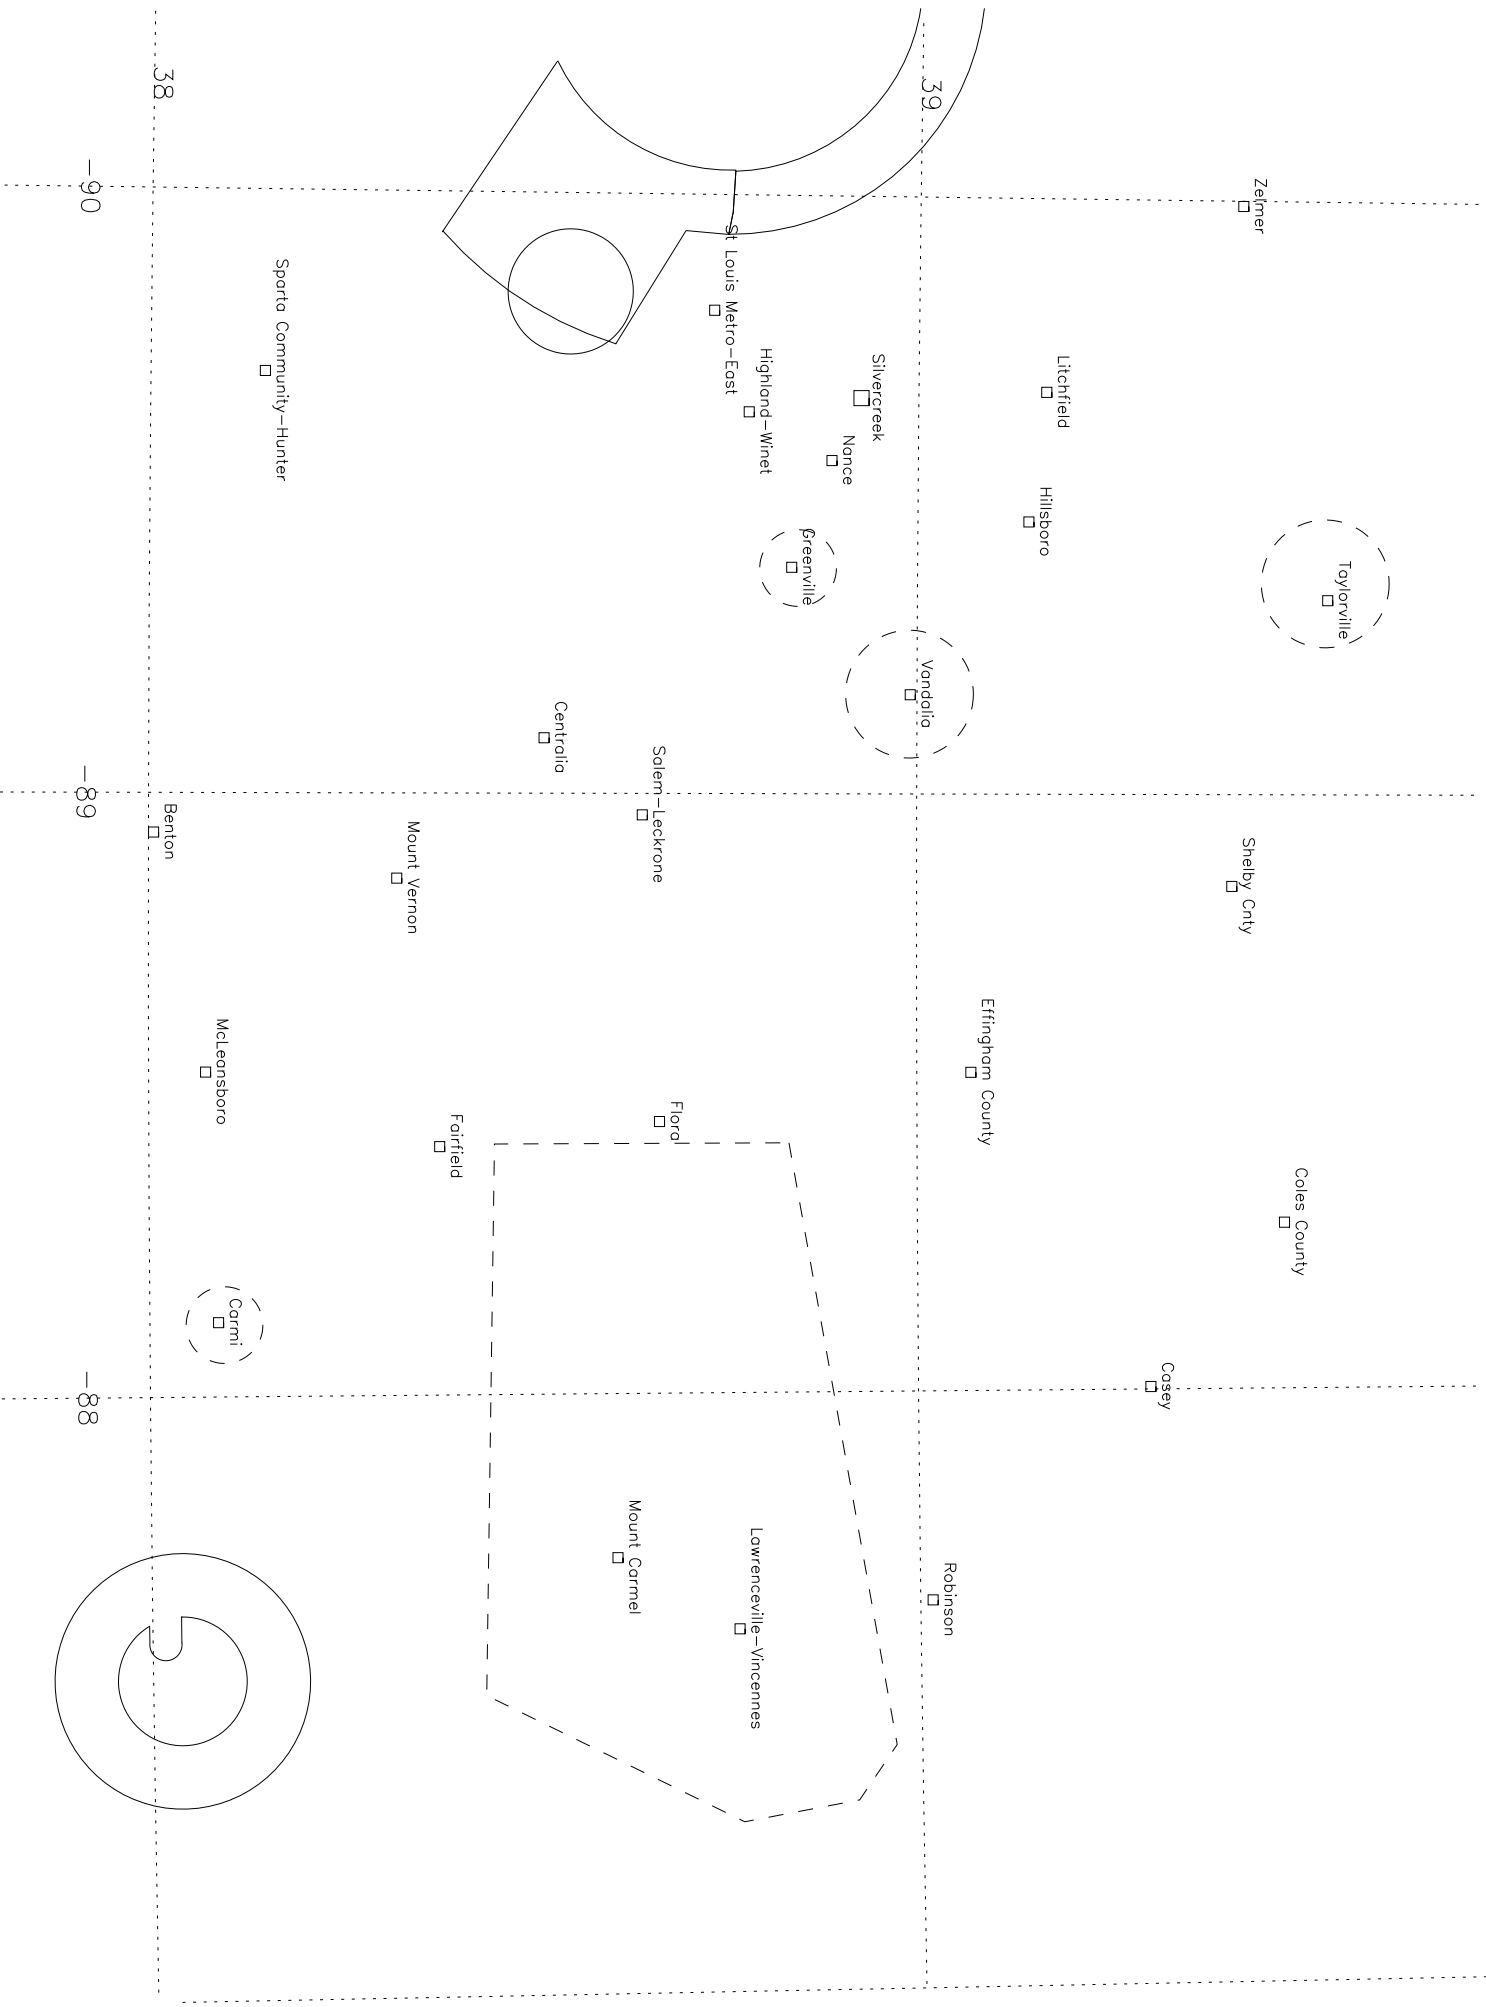 38
39
-90
Zelmer
Sparta Community-Hunter
St Louis Metro-East
Highland-Winet
Silvercreek
Litchfield
Nance
Hillsboro
Greenville
Taylorville
Vandalia
Centralia
Salem-Leckrone
-89
Benton
Mount Vernon
Shelby Cnty
Effingham County
McLeansboro
Flora
Fairfield
Coles County
Carmi
Casey
-88
Mount Carmel
Lawrenceville-Vincennes
Robinson